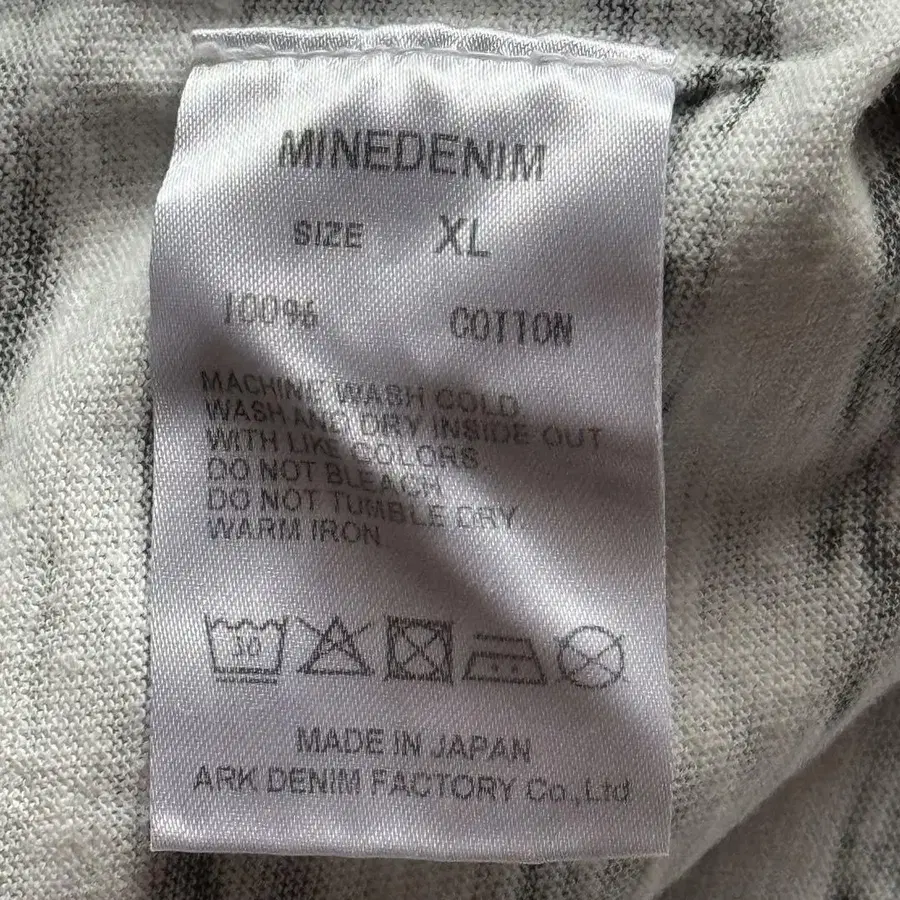 MINEDENIM
SIZE XL
100% COTTON
MACHINE WASH COLD.
WASH AND DRY INSIDE OUT
WITH LIKE COLORS.
DO NOT BLEACH
DO NOT TUMBLE DRY.
WARM IRON
30
MADE IN JAPAN
ARK DENIM FACTORY Co.,Ltd